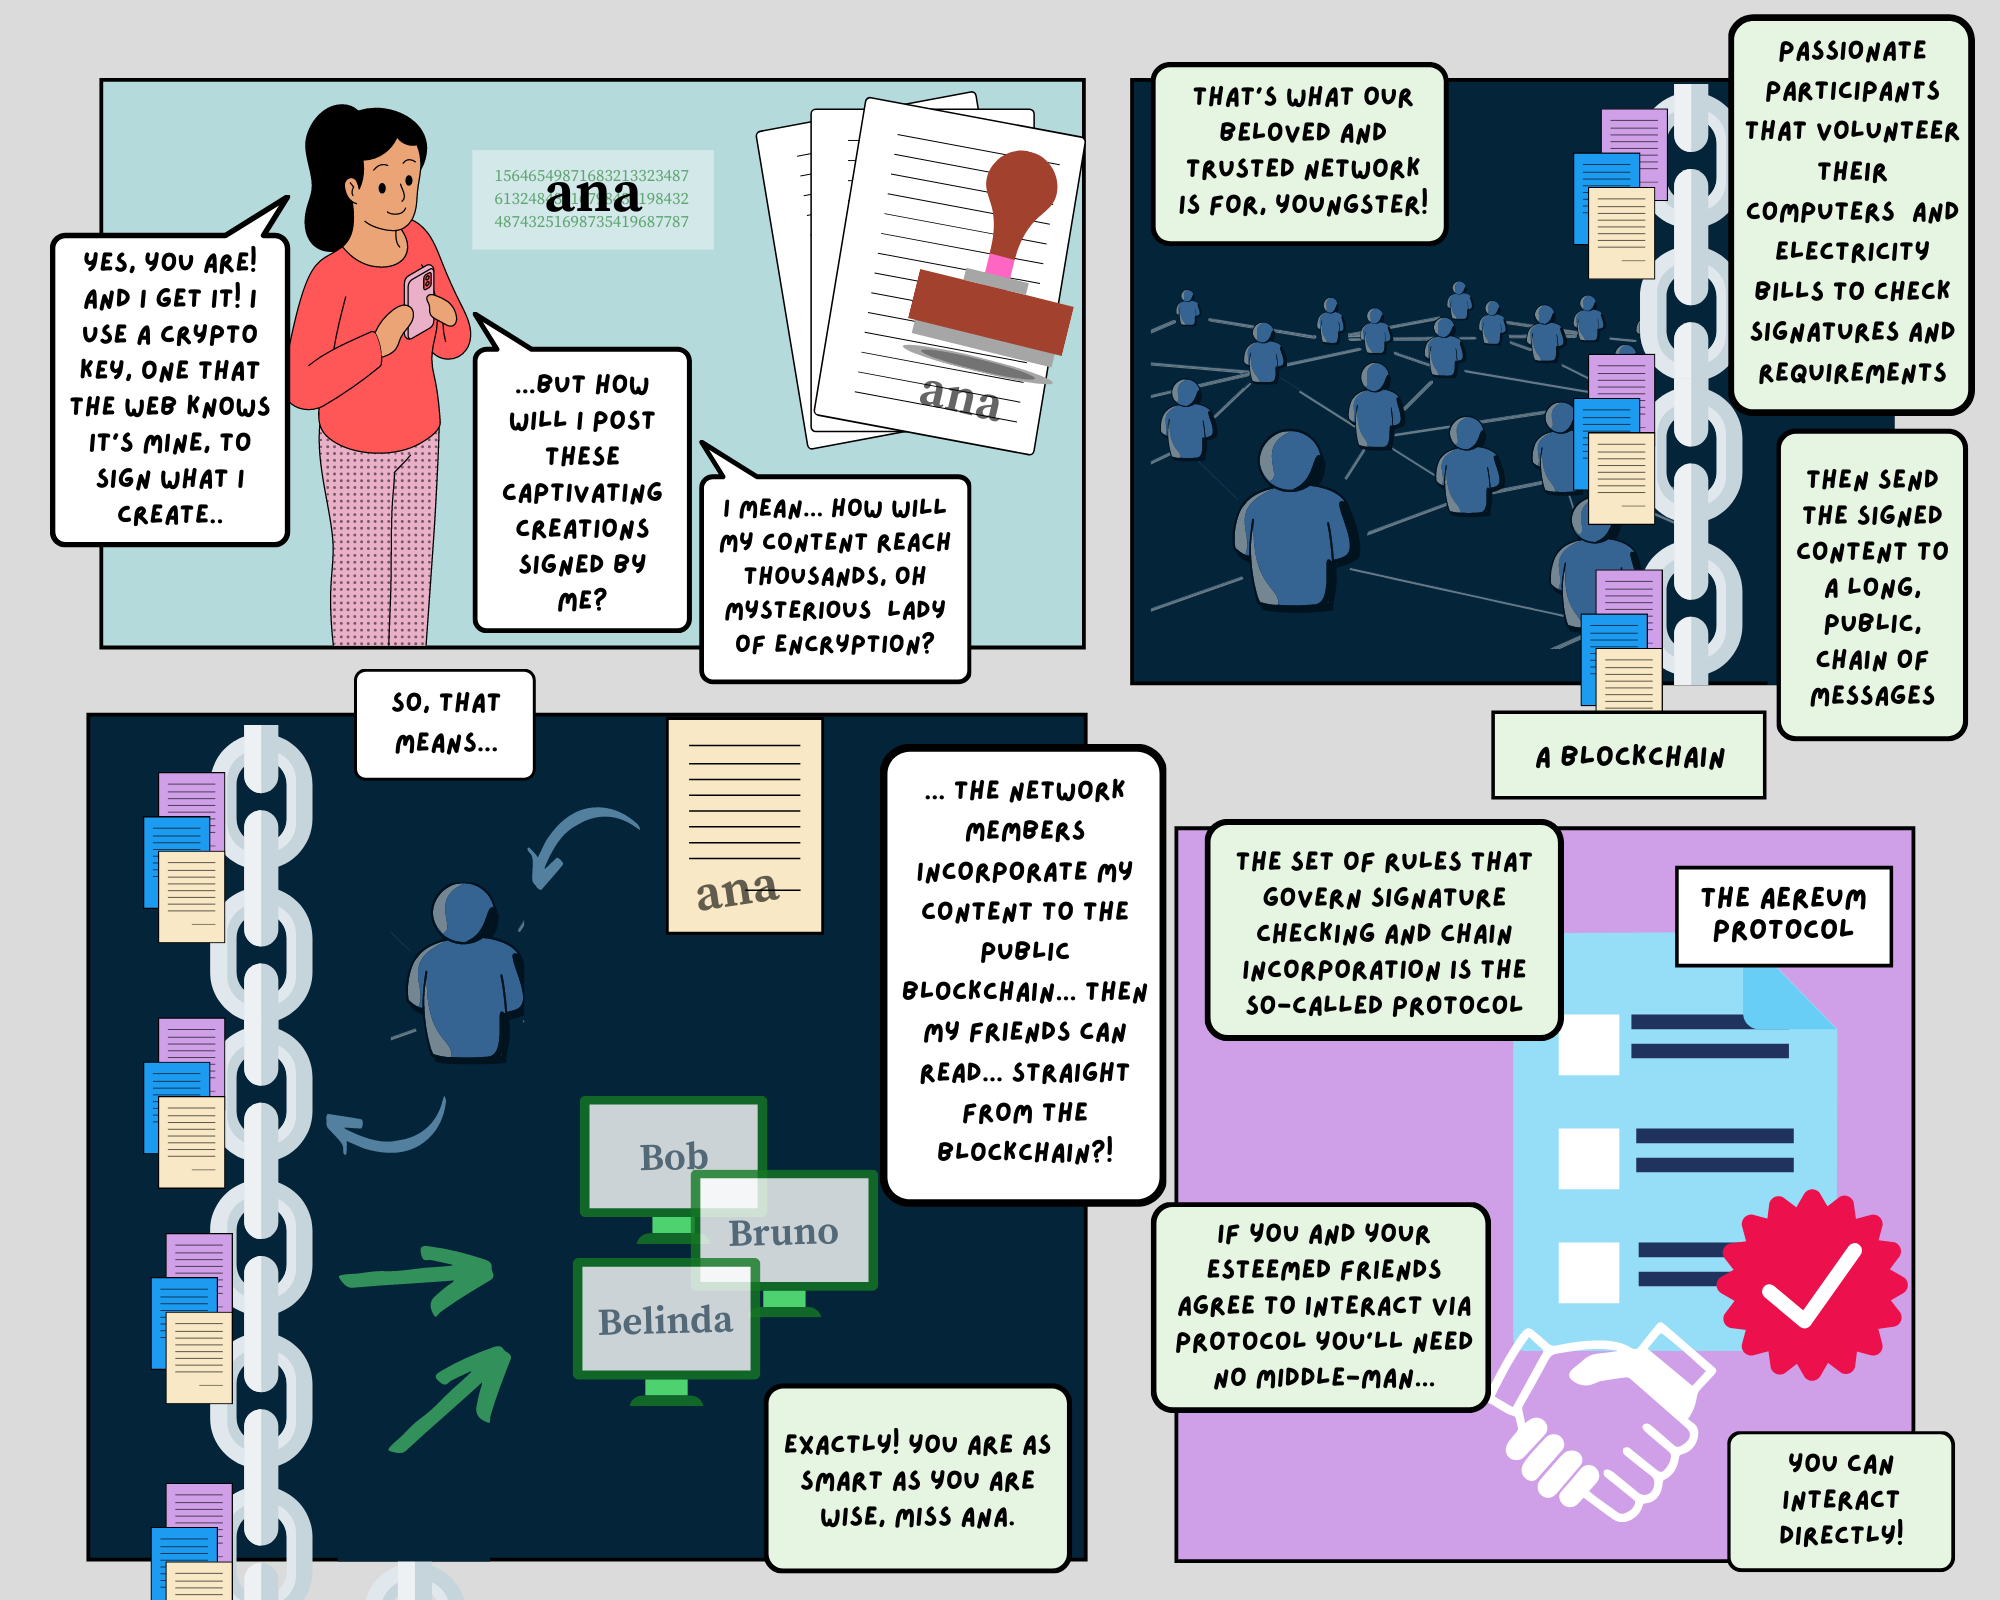 YES, YOU ARE!
AND I GET IT! I
USE A CRYPTO
KEY, ONE THAT
THE WEB KNOWS
IT'S MINE, TO
SIGN WHAT I
CREATE..
15646549871683213323487
ana
48743251698735419687787
...BUT HOW
WILL I POST
THESE
CAPTIVATING
CREATIONS
SIGNED BY
ME?
I MEAN... HOW WILL
MY CONTENT REACH
THOUSANDS, OH
MYSTERIOUS LADY
OF ENCRYPTION?
ana
THAT'S WHAT OUR
BELOVED AND
TRUSTED NETWORK
IS FOR, YOUNGSTER!
PASSIONATE
PARTICIPANTS
THAT VOLUNTEER
THEIR
COMPUTERS AND
ELECTRICITY
BILLS TO CHECK
SIGNATURES AND
REQUIREMENTS
THEN SEND
THE SIGNED
CONTENT TO
A LONG,
PUBLIC,
CHAIN OF
MESSAGES
A BLOCKCHAIN
SO, THAT
MEANS...
ana
... THE NETWORK
MEMBERS
INCORPORATE MY
CONTENT TO THE
PUBLIC
BLOCKCHAIN... THEN
MY FRIENDS CAN
READ... STRAIGHT
FROM THE
BLOCKCHAIN?!
Bob
Bruno
Belinda
EXACTLY! YOU ARE AS
SMART AS YOU ARE
WISE, MISS ANA.
THE SET OF RULES THAT
GOVERN SIGNATURE
CHECKING AND CHAIN
INCORPORATION IS THE
SO-CALLED PROTOCOL
THE AEREUM
PROTOCOL
IF YOU AND YOUR
ESTEEMED FRIENDS
AGREE TO INTERACT VIA
PROTOCOL YOU'LL NEED
NO MIDDLE-MAN...
YOU CAN
INTERACT
DIRECTLY!